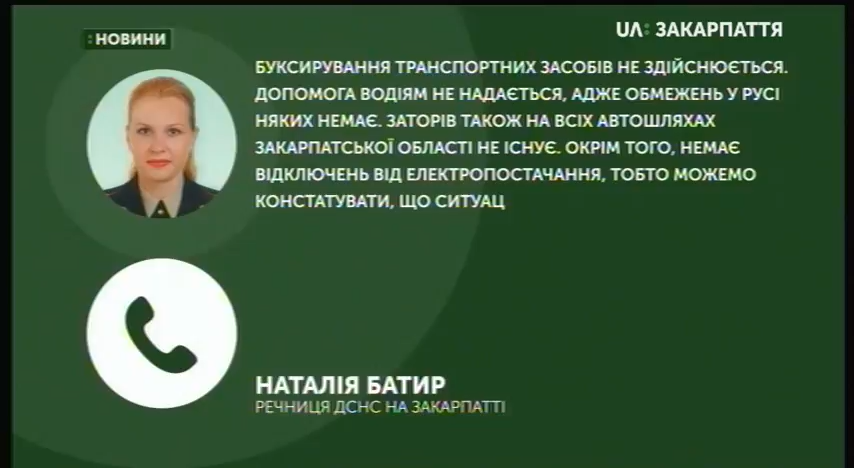 :НОВИНИ
UA: ЗАКАРПАТТЯ
БУКСИРУВАННЯ ТРАНСПОРТНИХ ЗАСОБІВ НЕ ЗДІЙСНЮЄТЬСЯ.
ДОПОМОГА ВОДІЯМ НЕ НАДАЄТЬСЯ, АДЖЕ ОБМЕЖЕНЬ У РУСІ
НЯКИХ НЕМАЄ. ЗАТОРІВ ТАКОЖ НА ВСІХ АВТОШЛЯХАХ
ЗАКАРПАТСЬКОЇ ОБЛАСТІ НЕ ІСНУЄ. ОКРІМ ТОГО, НЕМАЄ
ВІДКЛЮЧЕНЬ ВІД ЕЛЕКТРОПОСТАЧАННЯ, ТОБТО МОЖЕМО
КОНСТАТУВАТИ, ЩО СИТУАЦ
НАТАЛІЯ БАТИР
РЕЧНИЦЯ ДСНС НА ЗАКАРПАТТІ